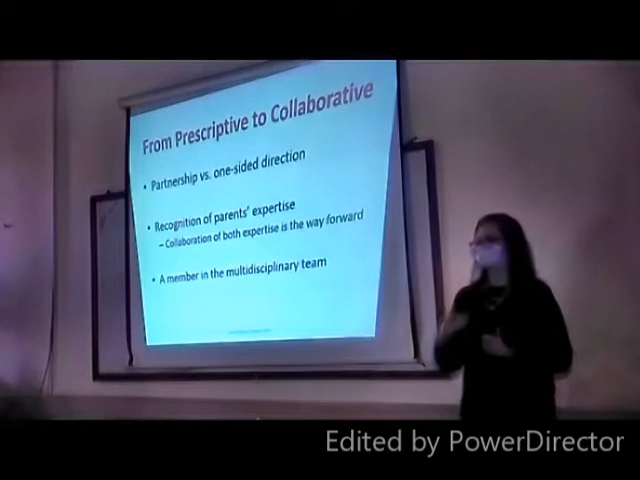 From Prescriptive to Collaborative
• Partnership vs. one-sided direction
• Recognition of parents' expertise
– Collaboration of both expertise is the way forward
• A member in the multidisciplinary team
Edited by PowerDirector